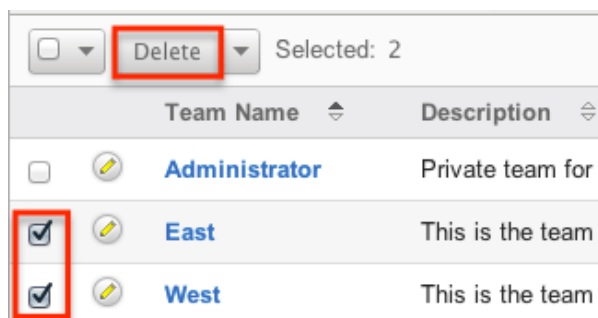 Delete Selected: 2
Team Name Description
Administrator Private team for
East This is the team
West This is the team